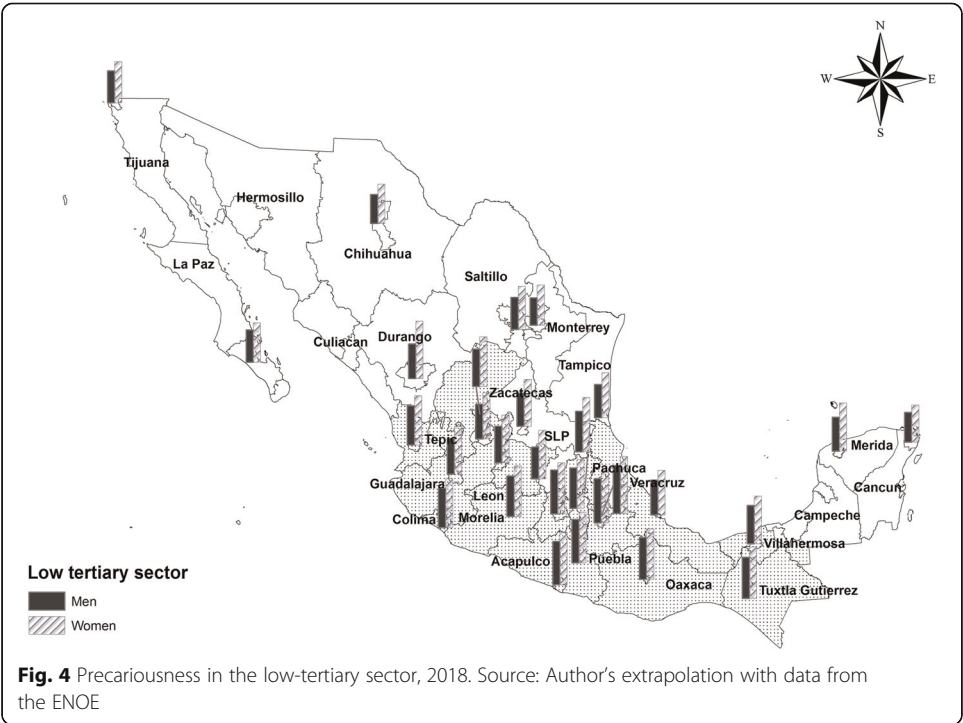 N
W E
S
Tijuana
Hermosillo
Chihuahua
La Paz
Saltillo
Monterrey
Culiacan
Durango
Tampico
Zacatecas
Tepic
SLP
Merida
Pachuca
Guadalajara
Leon
Veracruz
Cancun
Colima
Morelia
Campeche
Villahermosa
Acapulco
Puebla
Oaxaca
Tuxtla Gutierrez
Low tertiary sector
Men
Women
Fig. 4 Precariousness in the low-tertiary sector, 2018. Source: Author's extrapolation with data from
the ENOE